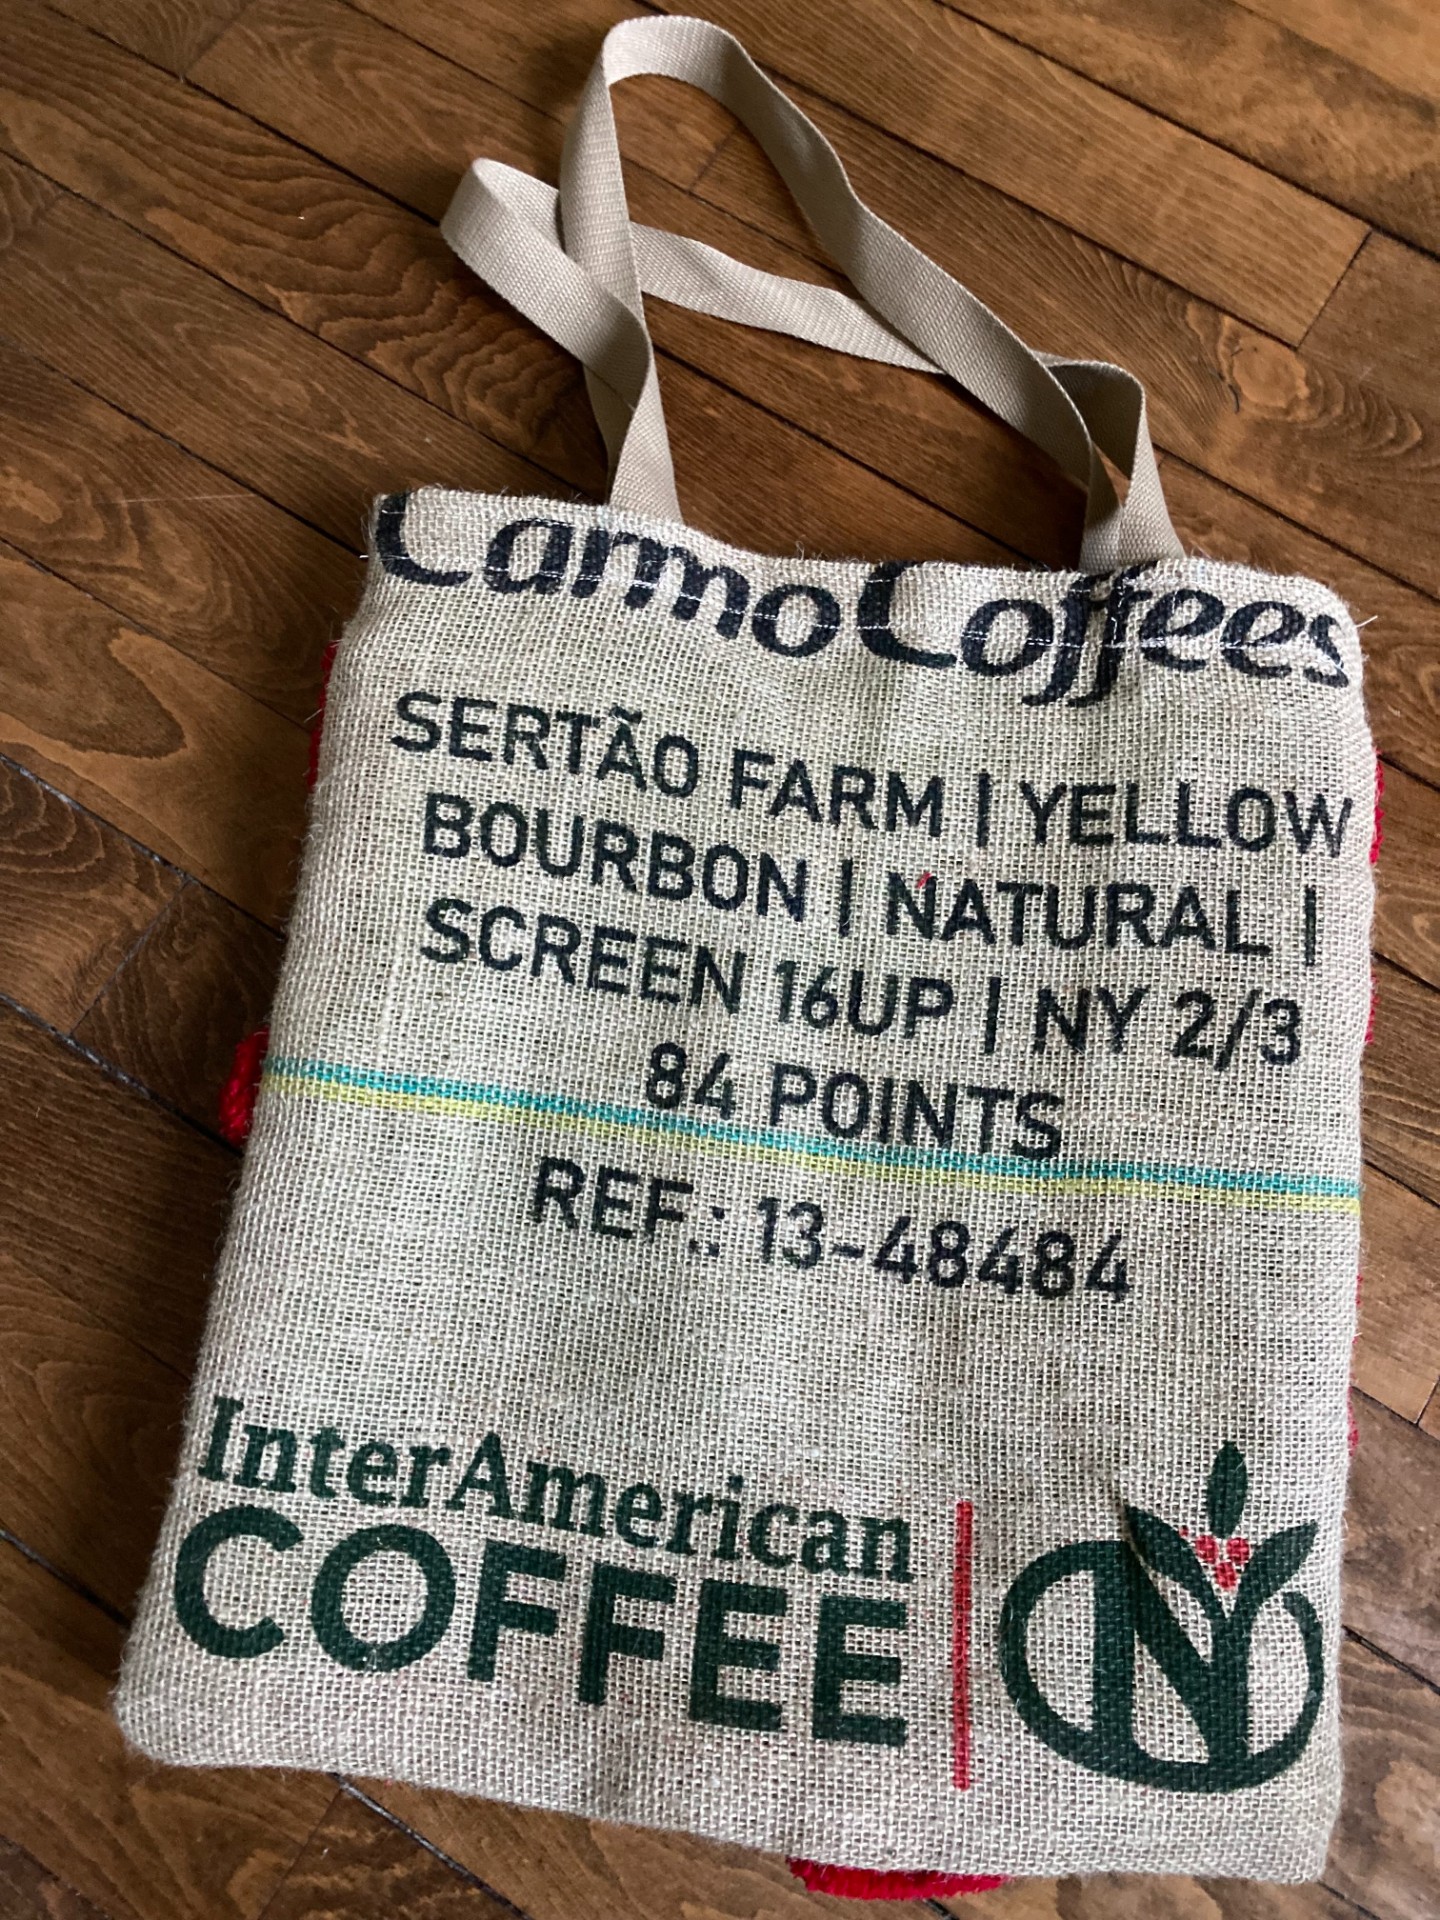 CarmoCoffees
SERTÃO FARM | YELLOW
BOURBON | NATURAL |
SCREEN 16UP | NY 2/3
84 POINTS
REF.: 13-48484
InterAmerican
COFFEE
N